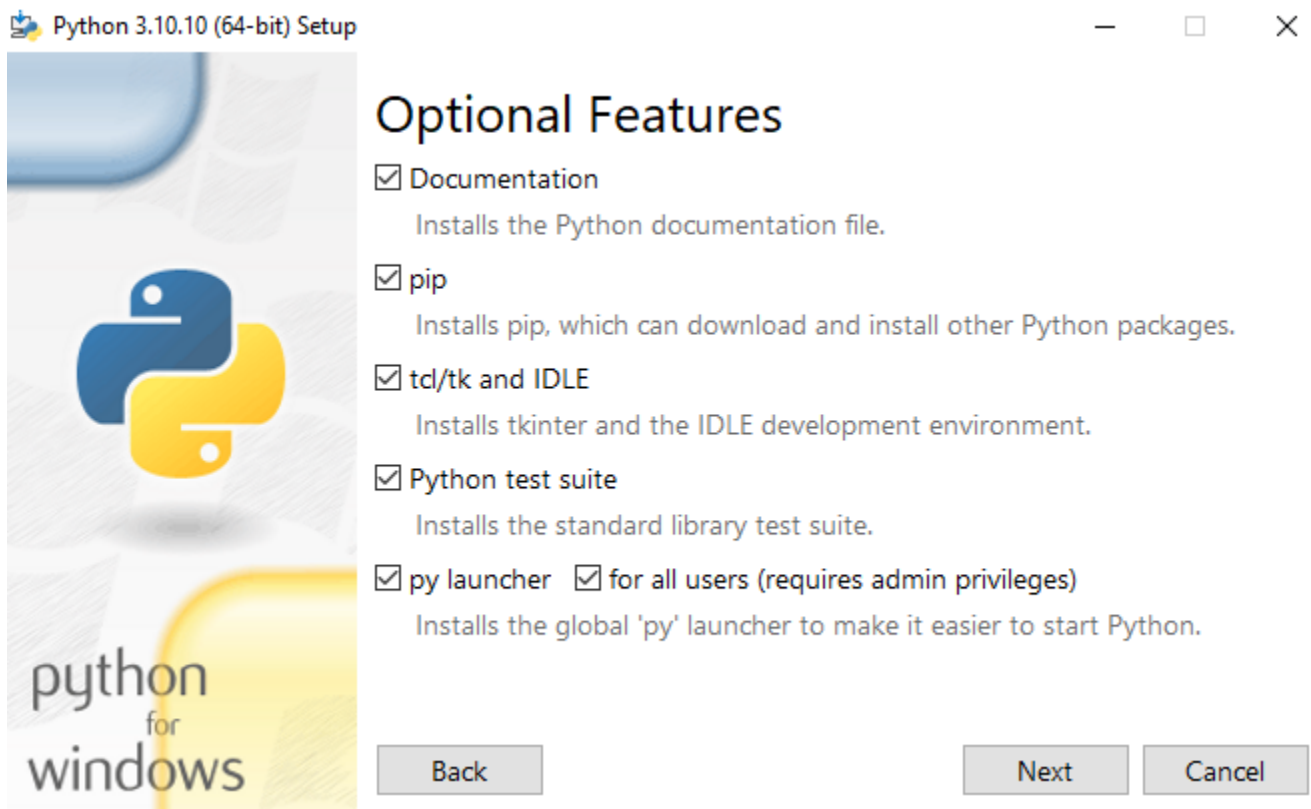 Python 3.10.10 (64-bit) Setup
Optional Features
Documentation
Installs the Python documentation file.
pip
Installs pip, which can download and install other Python packages.
tcl/tk and IDLE
Installs tkinter and the IDLE development environment.
Python test suite
Installs the standard library test suite.
py launcher for all users (requires admin privileges)
Installs the global 'py' launcher to make it easier to start Python.
python
for
windows
Back Next Cancel